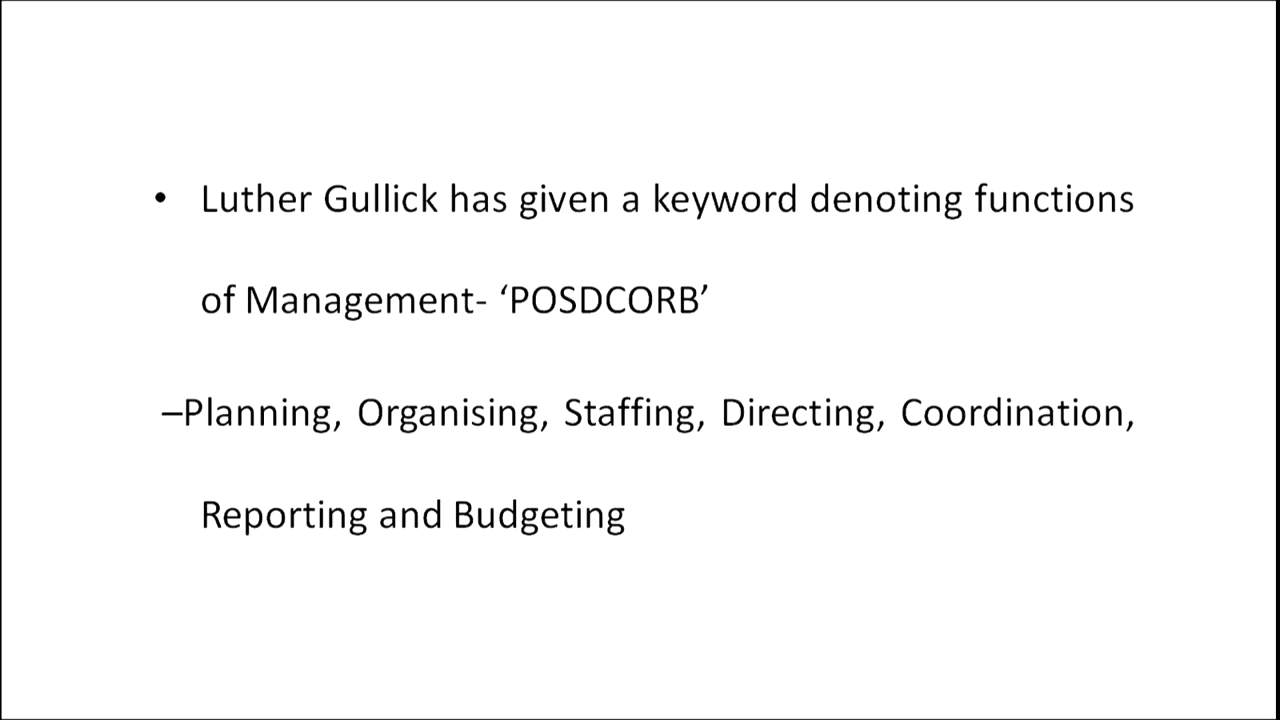 • Luther Gullick has given a keyword denoting functions
of Management- ‘POSDCORB’
–Planning, Organising, Staffing, Directing, Coordination,
Reporting and Budgeting